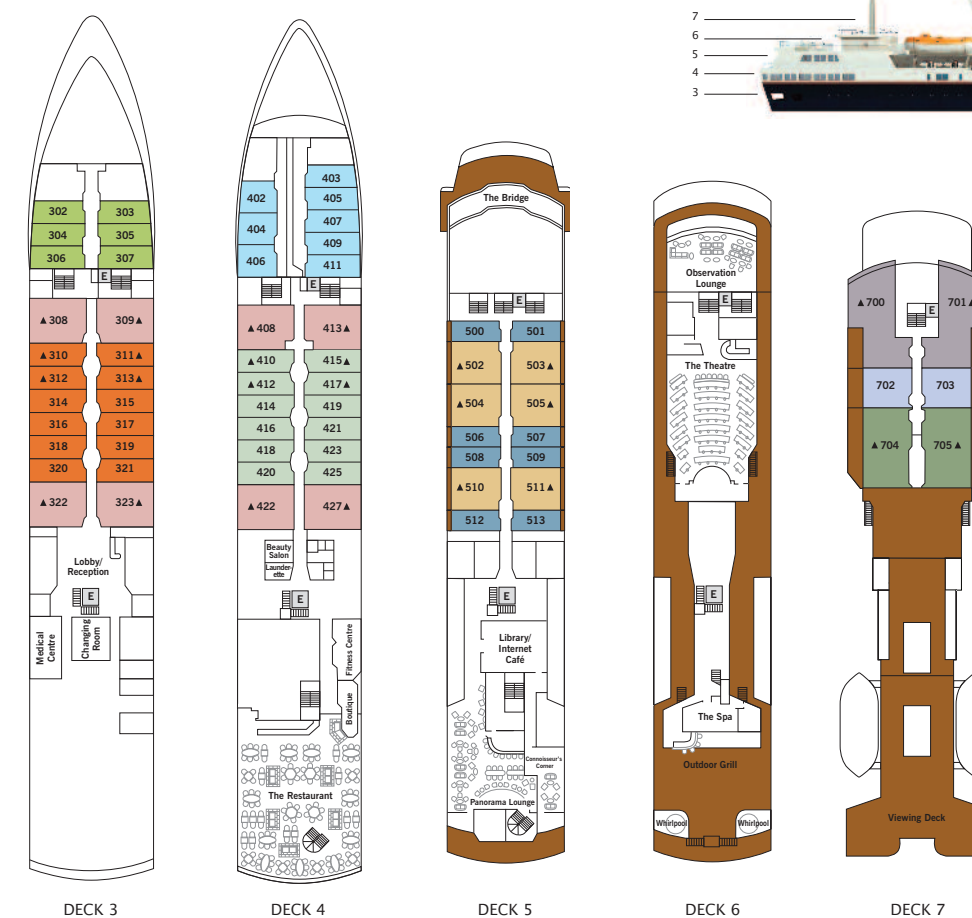 7
6
5
4
3
302 303
304 305
306 307
E
▲308 309▲
▲310 311▲
▲312 313▲
314 315
316 317
318 319
320 321
▲322 323▲
Lobby/
Reception
E
Medical
Centre
Changing
Room
DECK 3
403
402 405
404 407
409
406 411
E
▲408 413▲
▲410 415▲
▲412 417▲
414 419
416 421
418 423
420 425
▲422 427▲
Beauty
Salon
Launder-
ette
E
Fitness Centre
Boutique
The Restaurant
DECK 4
The Bridge
E
500 501
▲502 503▲
▲504 505▲
506 507
508 509
▲510 511▲
512 513
E
Library/
Internet
Café
Connoisseur's
Corner
Panorama Lounge
DECK 5
Observation
Lounge
E
The Theatre
E
The Spa
Outdoor Grill
Whirlpool Whirlpool
DECK 6
▲700 701▲
E
702 703
▲704 705▲
Viewing Deck
DECK 7